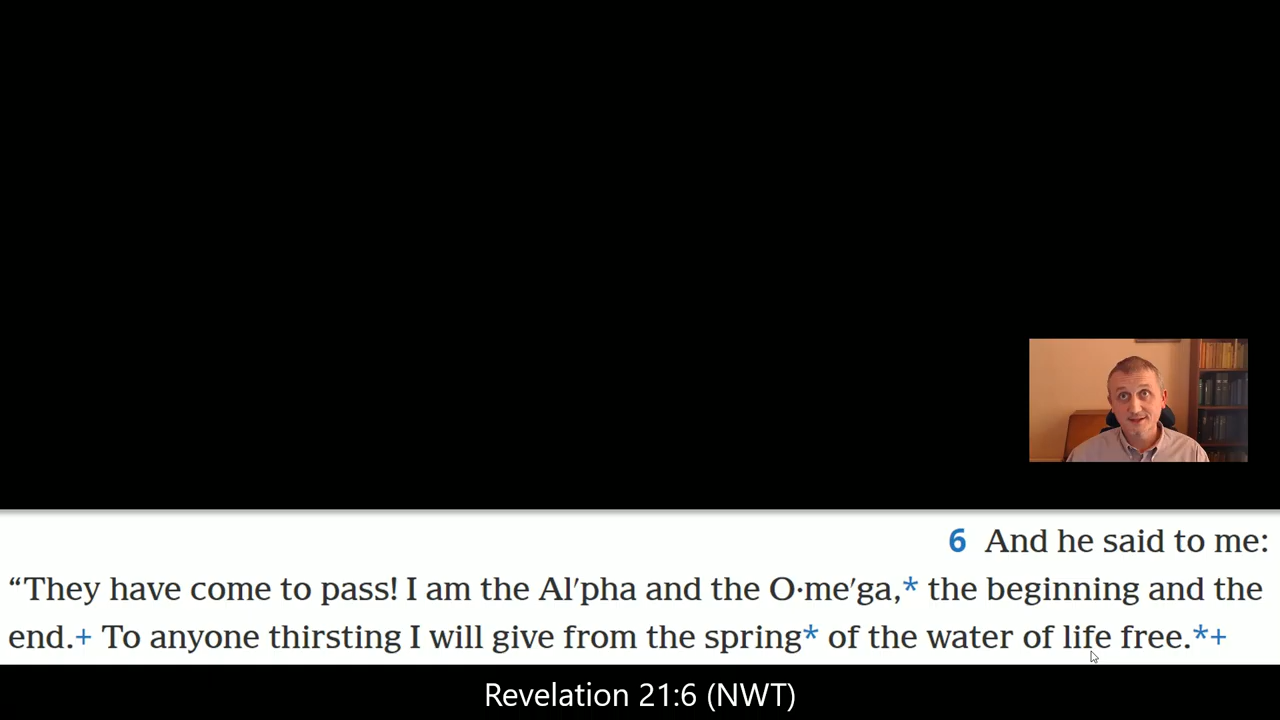 6 And he said to me:
“They have come to pass! I am the Al′pha and the O·me′ga,* the beginning and the
end.+ To anyone thirsting I will give from the spring* of the water of life free.*+
Revelation 21:6 (NWT)